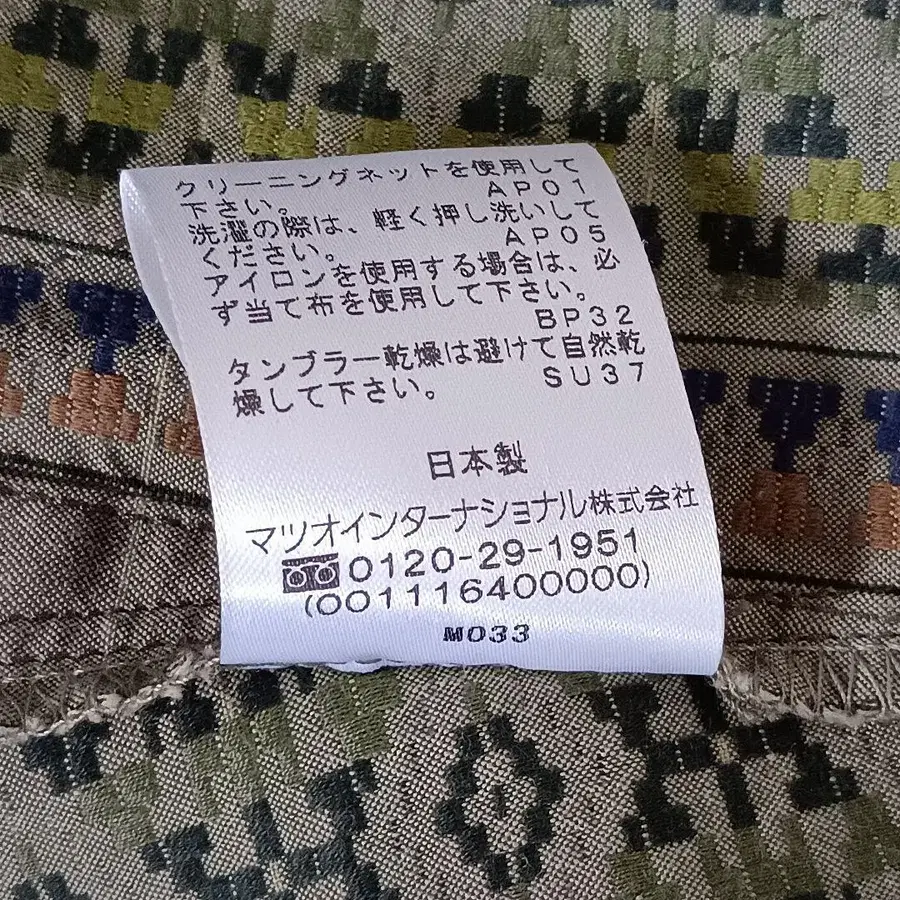 クリーニングネットを使用して
下さい。 AP01
洗濯の際は、軽く押し洗いして
ください。 AP05
アイロンを使用する場合は、必
ず当て布を使用して下さい。
BP32
タンブラー乾燥は避けて自然乾
燥して下さい。 SU37
日本製
マツオインターナショナル株式会社
0120-29-1951
(001116400000)
M033